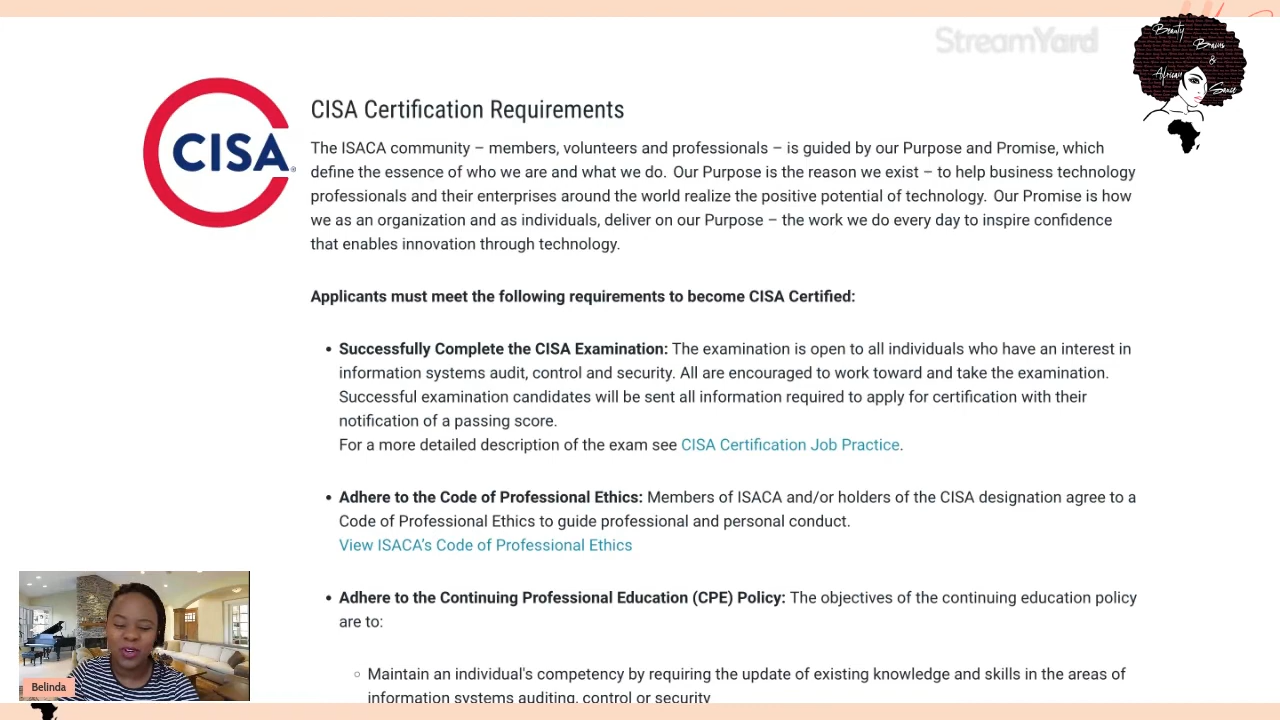 StreamYard
Beauty
Brains
&
African
Sauce
CISA®
CISA Certification Requirements
The ISACA community – members, volunteers and professionals – is guided by our Purpose and Promise, which
define the essence of who we are and what we do. Our Purpose is the reason we exist – to help business technology
professionals and their enterprises around the world realize the positive potential of technology. Our Promise is how
we as an organization and as individuals, deliver on our Purpose – the work we do every day to inspire confidence
that enables innovation through technology.
Applicants must meet the following requirements to become CISA Certified:
• Successfully Complete the CISA Examination: The examination is open to all individuals who have an interest in
information systems audit, control and security. All are encouraged to work toward and take the examination.
Successful examination candidates will be sent all information required to apply for certification with their
notification of a passing score.
For a more detailed description of the exam see CISA Certification Job Practice.
• Adhere to the Code of Professional Ethics: Members of ISACA and/or holders of the CISA designation agree to a
Code of Professional Ethics to guide professional and personal conduct.
View ISACA’s Code of Professional Ethics
• Adhere to the Continuing Professional Education (CPE) Policy: The objectives of the continuing education policy
are to:
○ Maintain an individual's competency by requiring the update of existing knowledge and skills in the areas of
information systems auditing, control or security
Belinda